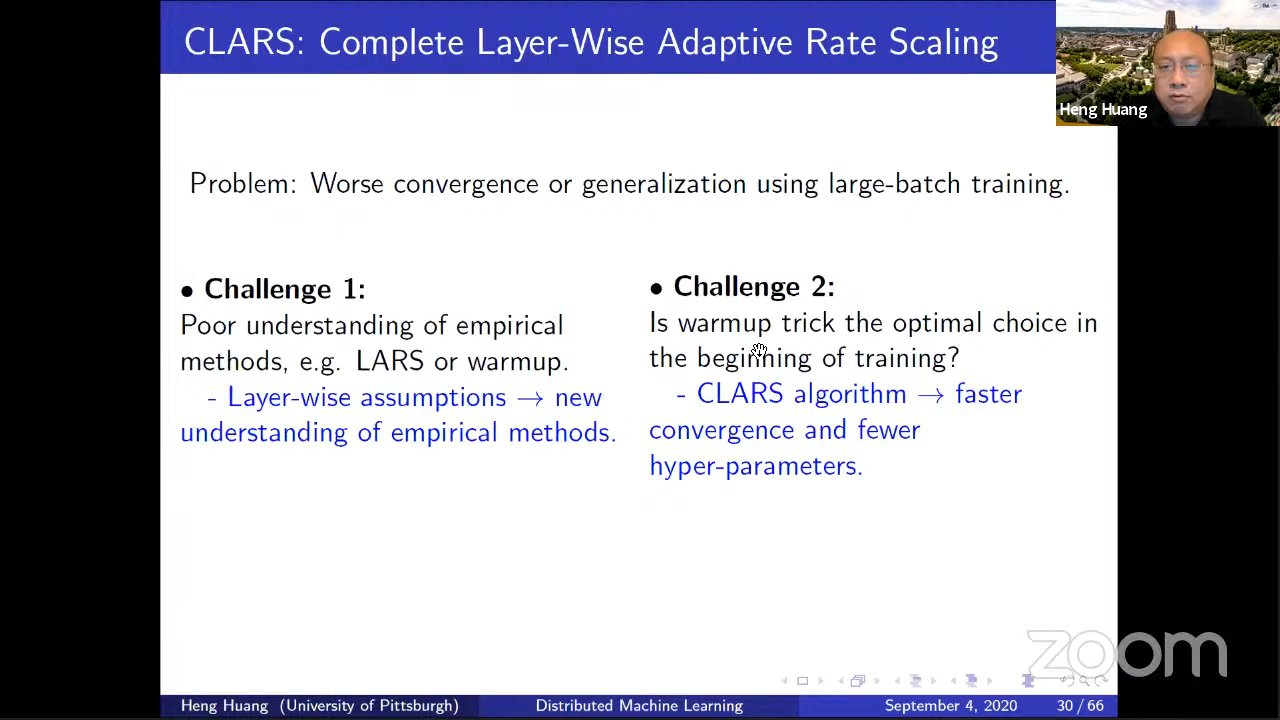 CLARS: Complete Layer-Wise Adaptive Rate Scaling
Heng Huang
Problem: Worse convergence or generalization using large-batch training.
• Challenge 1:
Poor understanding of empirical
methods, e.g. LARS or warmup.
- Layer-wise assumptions → new
understanding of empirical methods.
• Challenge 2:
Is warmup trick the optimal choice in
the beginning of training?
- CLARS algorithm → faster
convergence and fewer
hyper-parameters.
zoom
Heng Huang (University of Pittsburgh) Distributed Machine Learning September 4, 2020 30 / 66